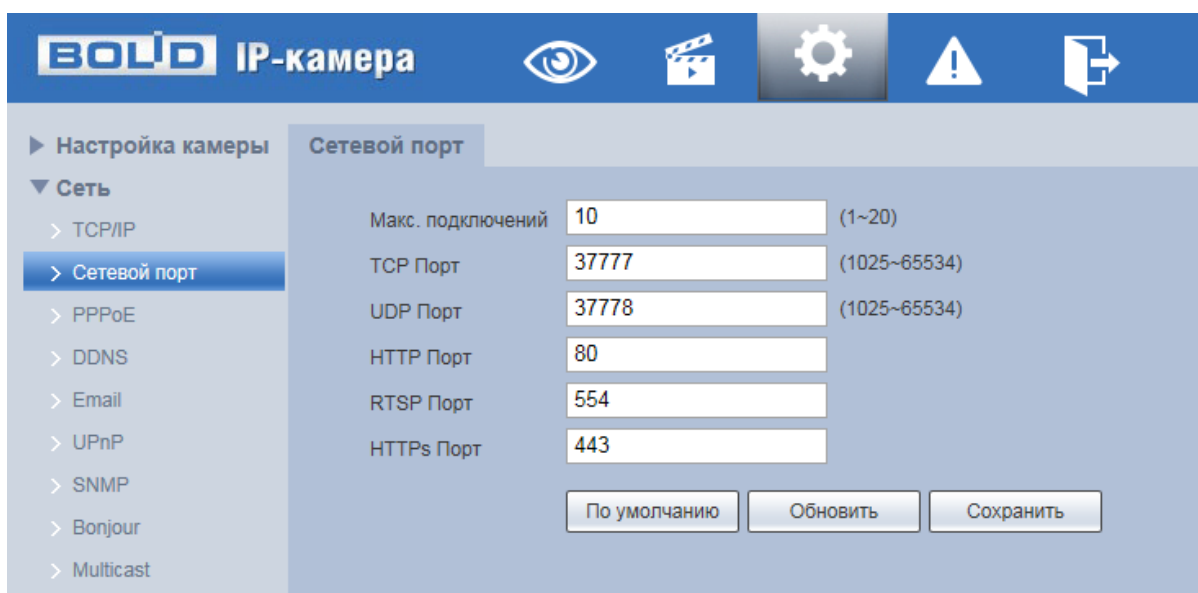 BOLID IP-камера
Настройка камеры
Сеть
TCP/IP
Сетевой порт
PPPoE
DDNS
Email
UPnP
SNMP
Bonjour
Multicast
Сетевой порт
Макс. подключений 10 (1~20)
TCP Порт 37777 (1025~65534)
UDP Порт 37778 (1025~65534)
HTTP Порт 80
RTSP Порт 554
HTTPs Порт 443
По умолчанию Обновить Сохранить